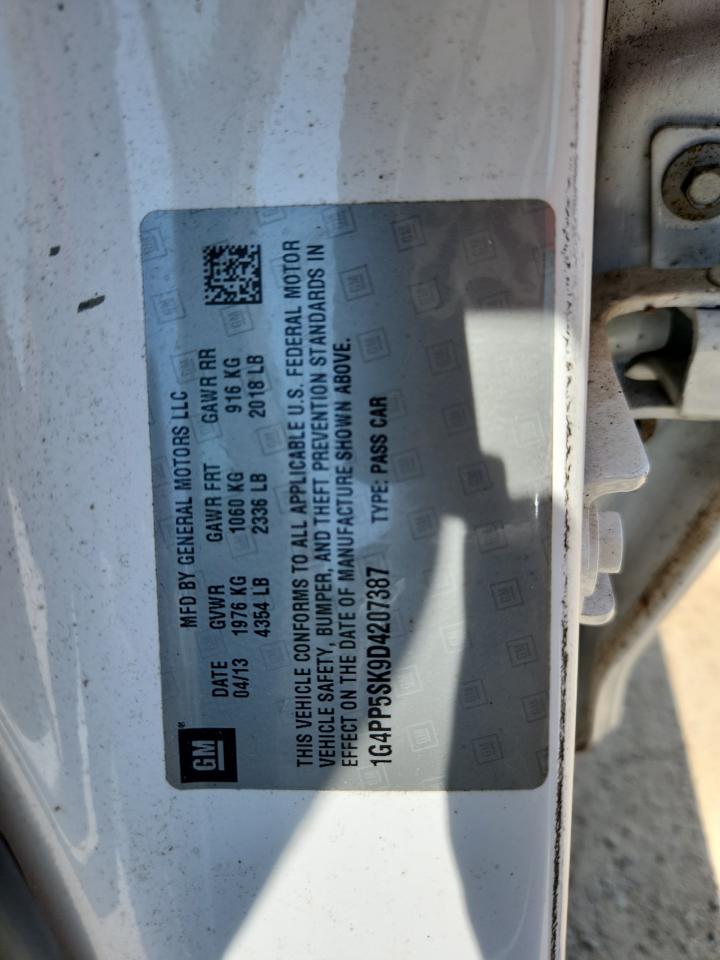 GM®
MFD BY GENERAL MOTORS LLC
DATE GVWR GAWR FRT GAWR RR
04/13 1976 KG 1060 KG 916 KG
4354 LB 2336 LB 2018 LB
THIS VEHICLE CONFORMS TO ALL APPLICABLE U.S. FEDERAL MOTOR
VEHICLE SAFETY, BUMPER, AND THEFT PREVENTION STANDARDS IN
EFFECT ON THE DATE OF MANUFACTURE SHOWN ABOVE.
1G4PP5SK9D4207387 TYPE: PASS CAR